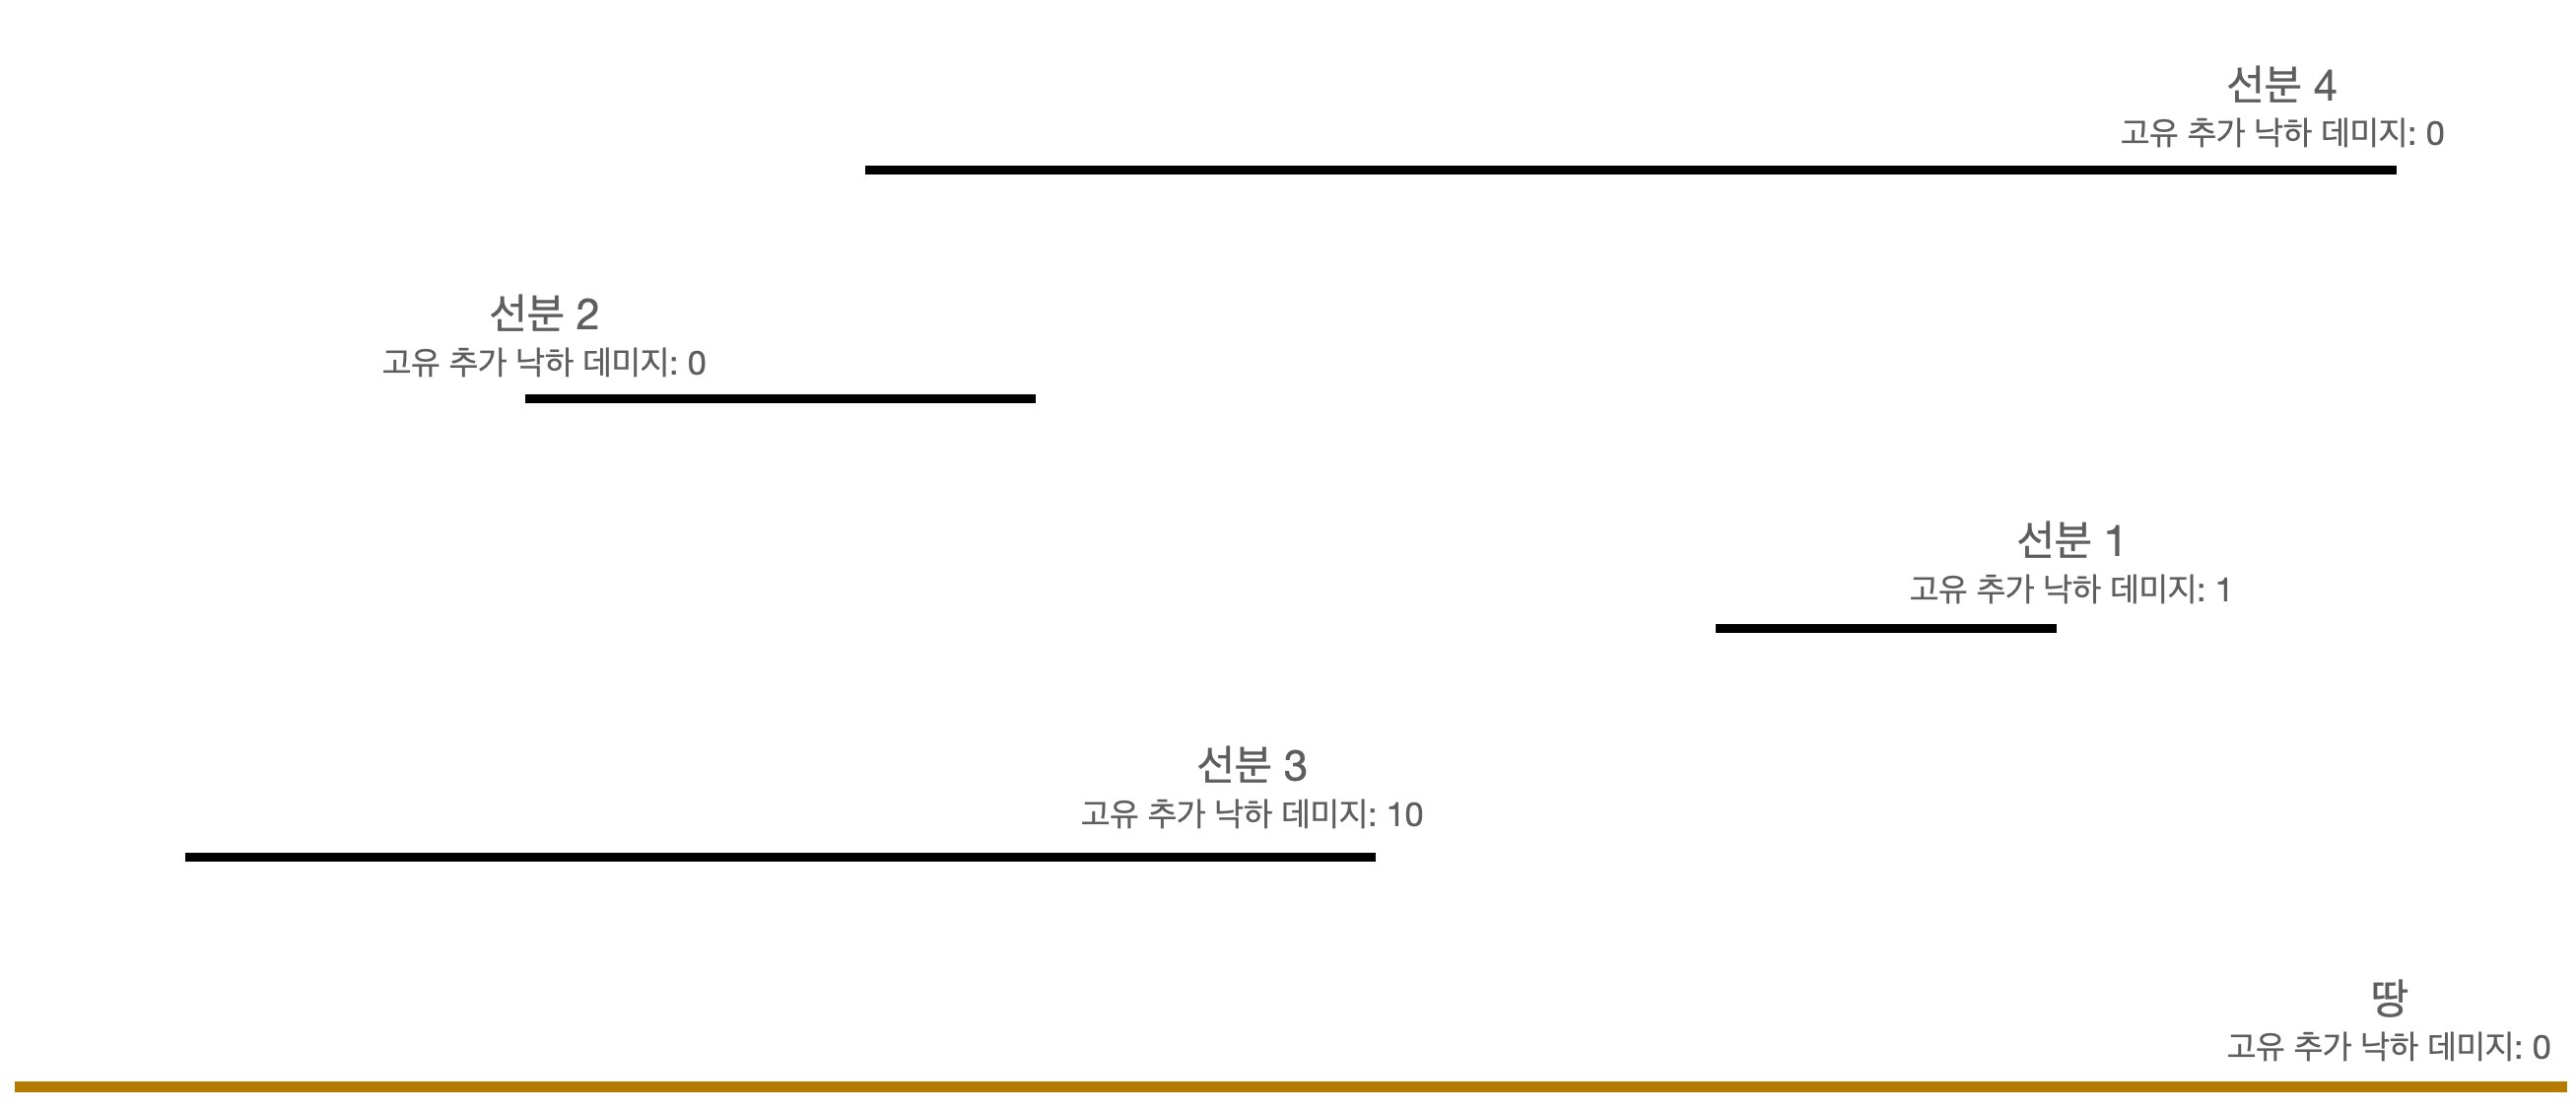 선분 4
고유 추가 낙하 데미지: 0
선분 2
고유 추가 낙하 데미지: 0
선분 1
고유 추가 낙하 데미지: 1
선분 3
고유 추가 낙하 데미지: 10
땅
고유 추가 낙하 데미지: 0